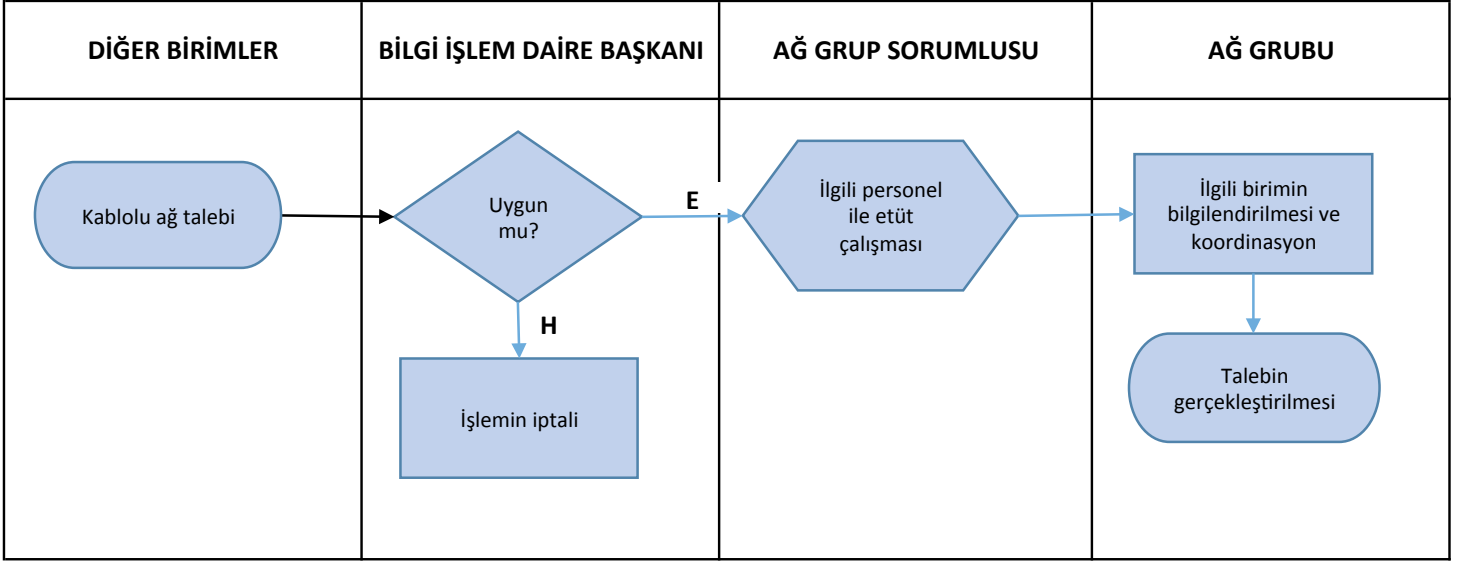 DİĞER BİRİMLER
BİLGİ İŞLEM DAİRE BAŞKANI
AĞ GRUP SORUMLUSU
AĞ GRUBU
Kablolu ağ talebi
Uygun
mu?
E
H
İşlemin iptali
İlgili personel
ile etüt
çalışması
İlgili birimin
bilgilendirilmesi ve
koordinasyon
Talebin
gerçekleştirilmesi